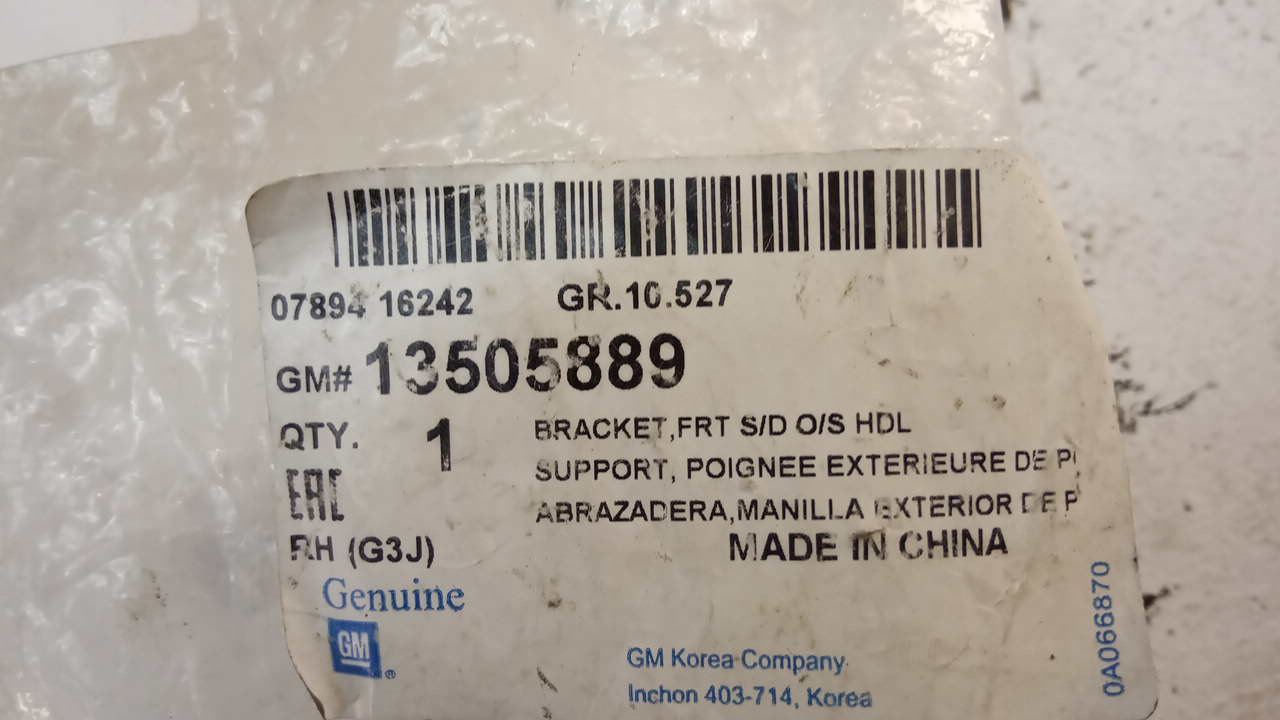 07894 16242 GR.10.527
GM# 13505889
QTY. 1 BRACKET,FRT S/D O/S HDL
SUPPORT, POIGNEE EXTERIEURE DE
EAC ABRAZADERA,MANILLA EXTERIOR DE P
RH (G3J) MADE IN CHINA
Genuine
GM
®
GM Korea Company
Inchon 403-714, Korea
0A066870